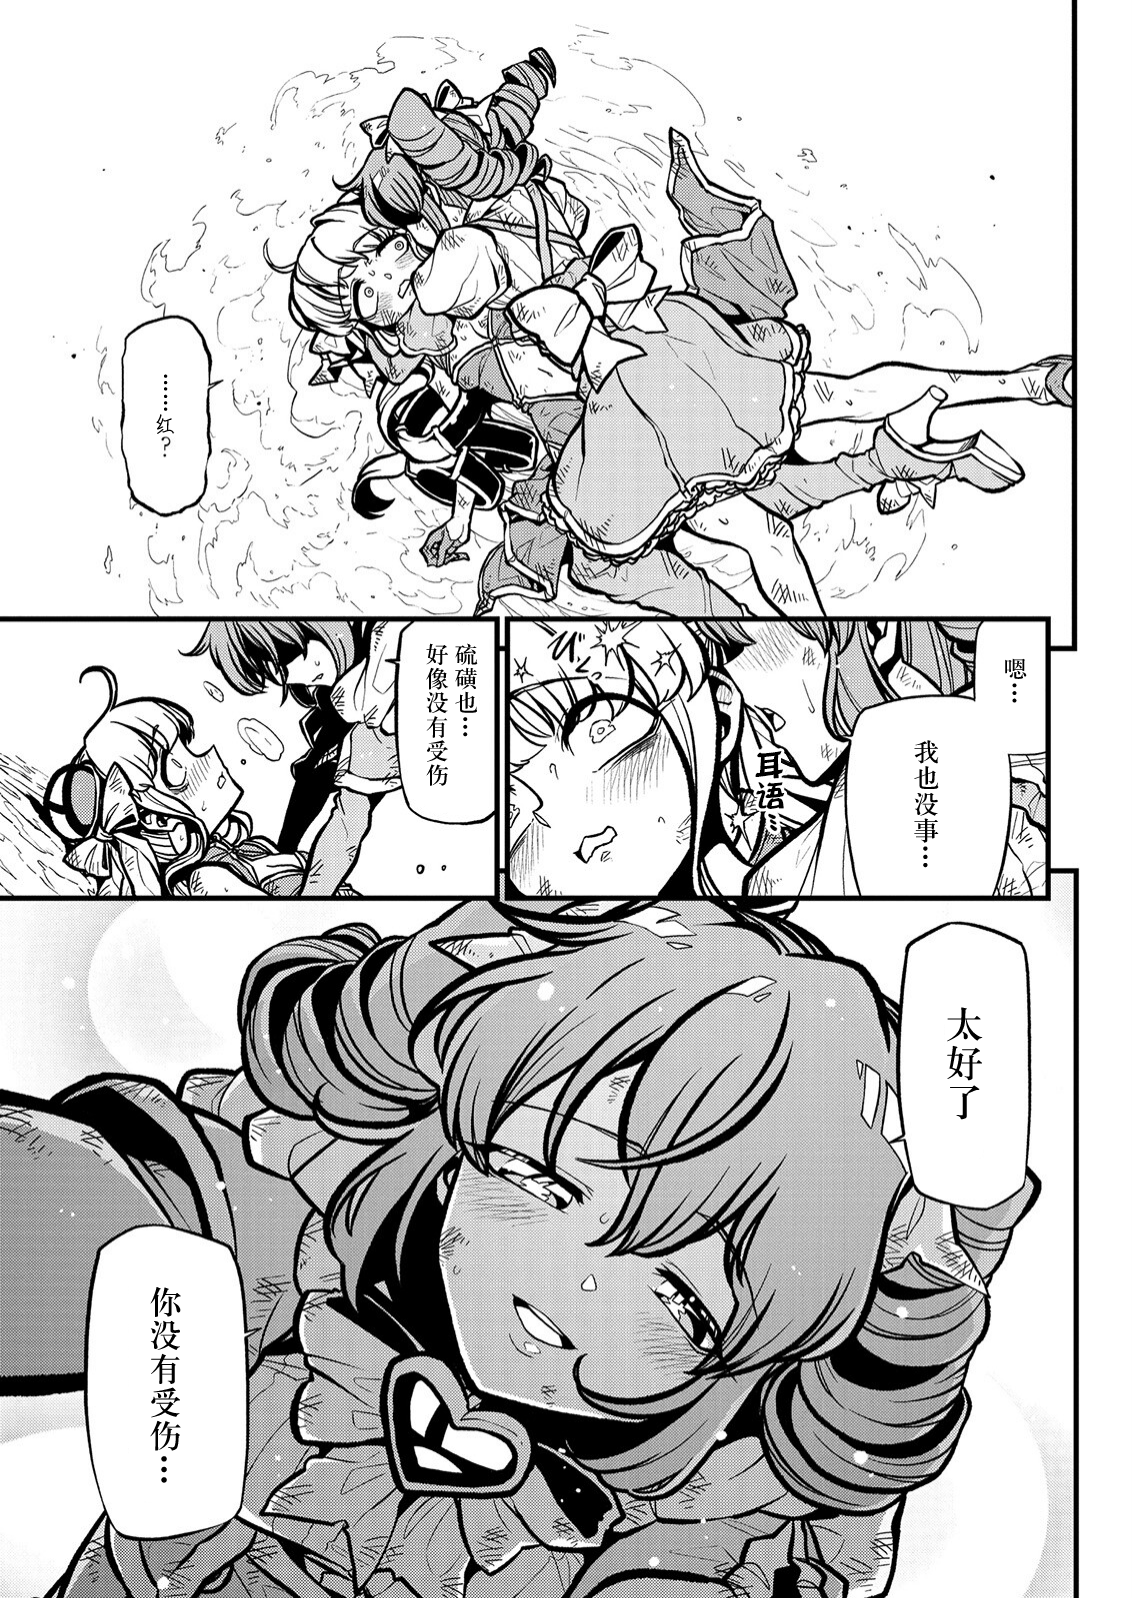 ……红?
嗯…
我也没事…
耳语…
硫磺也…
好像没有受伤
太好了
你没有受伤…